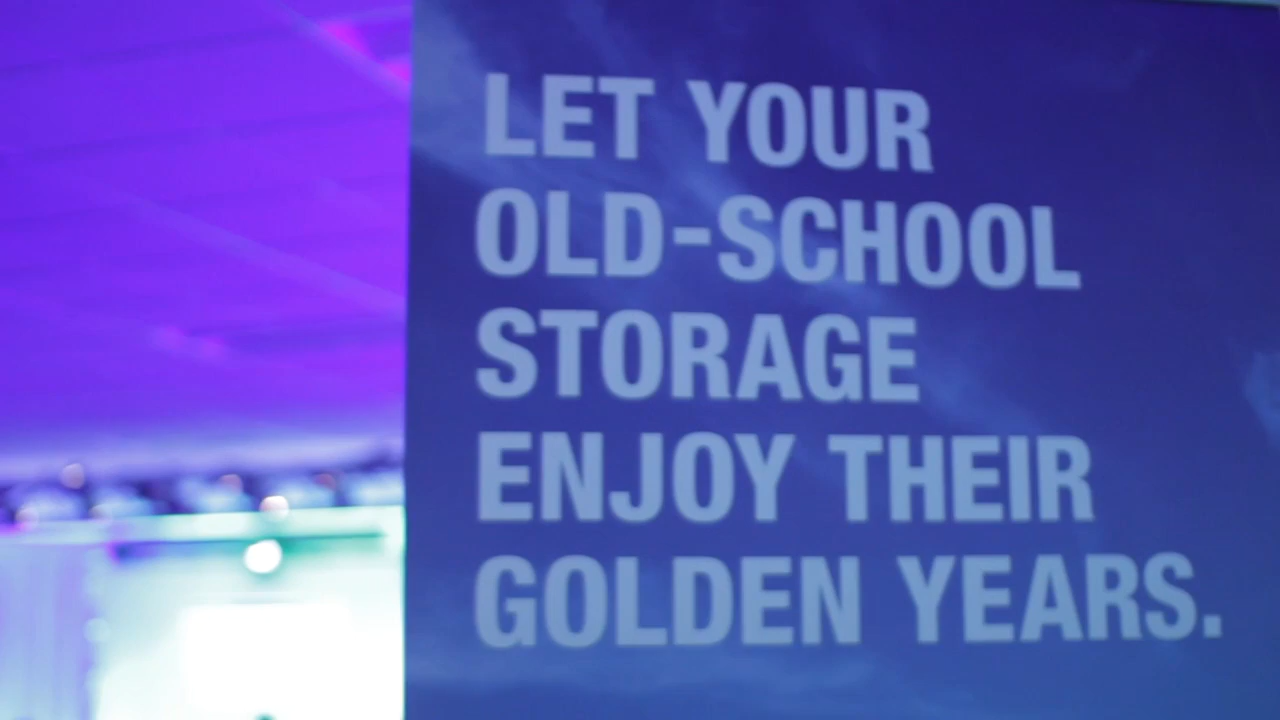 LET YOUR
OLD-SCHOOL
STORAGE
ENJOY THEIR
GOLDEN YEARS.